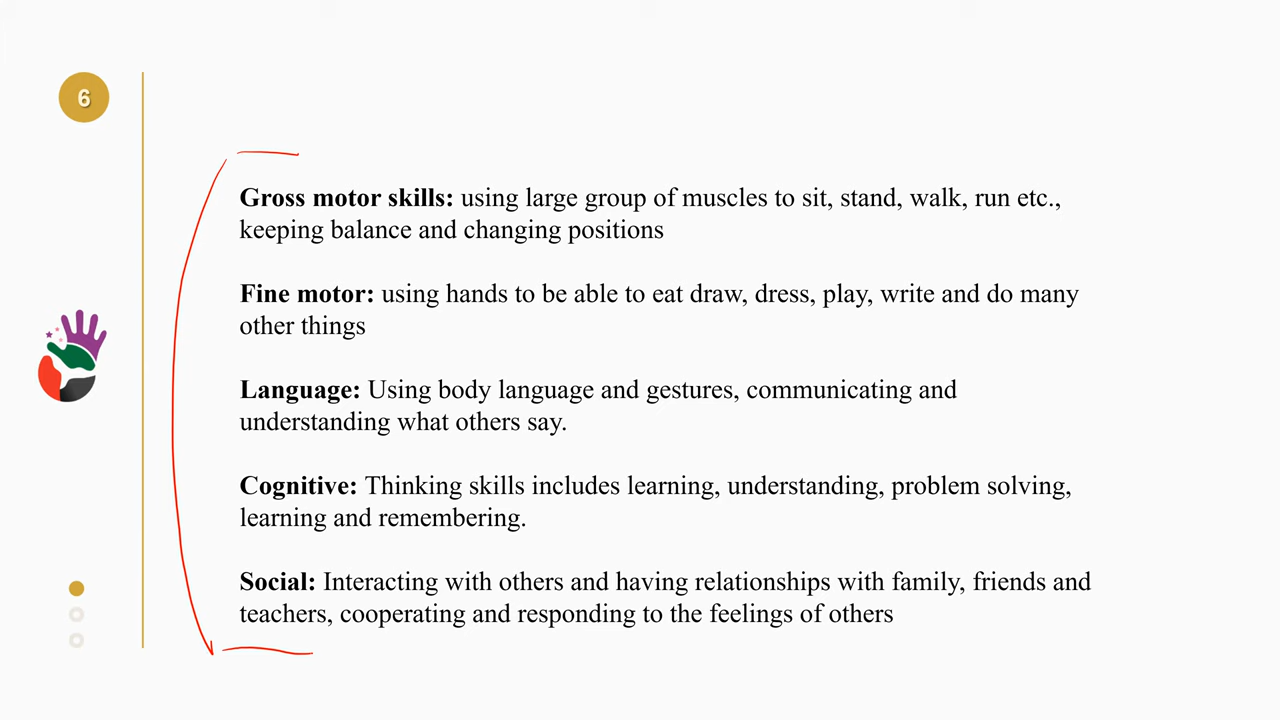 6
Gross motor skills: using large group of muscles to sit, stand, walk, run etc.,
keeping balance and changing positions
Fine motor: using hands to be able to eat draw, dress, play, write and do many
other things
Language: Using body language and gestures, communicating and
understanding what others say.
Cognitive: Thinking skills includes learning, understanding, problem solving,
learning and remembering.
Social: Interacting with others and having relationships with family, friends and
teachers, cooperating and responding to the feelings of others